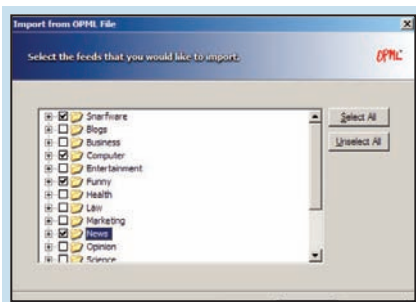 Import from OPML File
Select the feeds that you would like to import.
OPML
Snarfware
Blogs
Business
Computer
Entertainment
Funny
Health
Law
Marketing
News
Opinion
Science
Select All
Unselect All